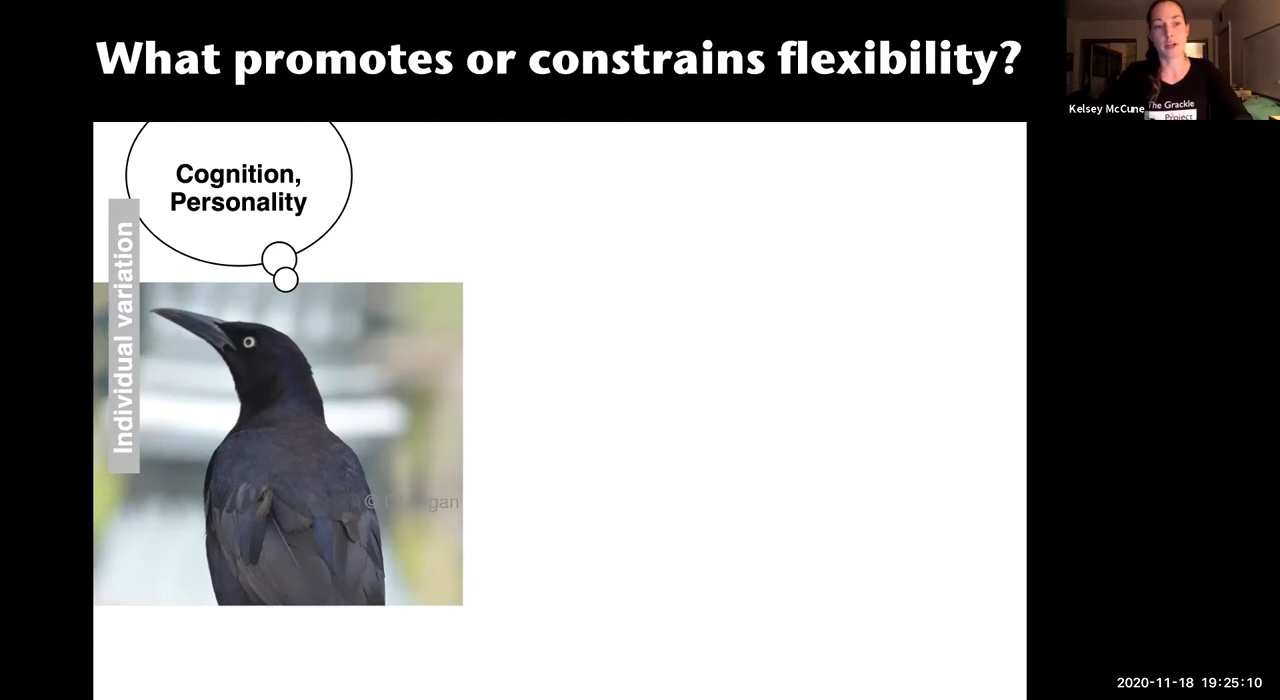 What promotes or constrains flexibility?
Kelsey McCune
The Grackle
Project
Cognition,
Personality
Individual variation
©
2020-11-18 19:25:10